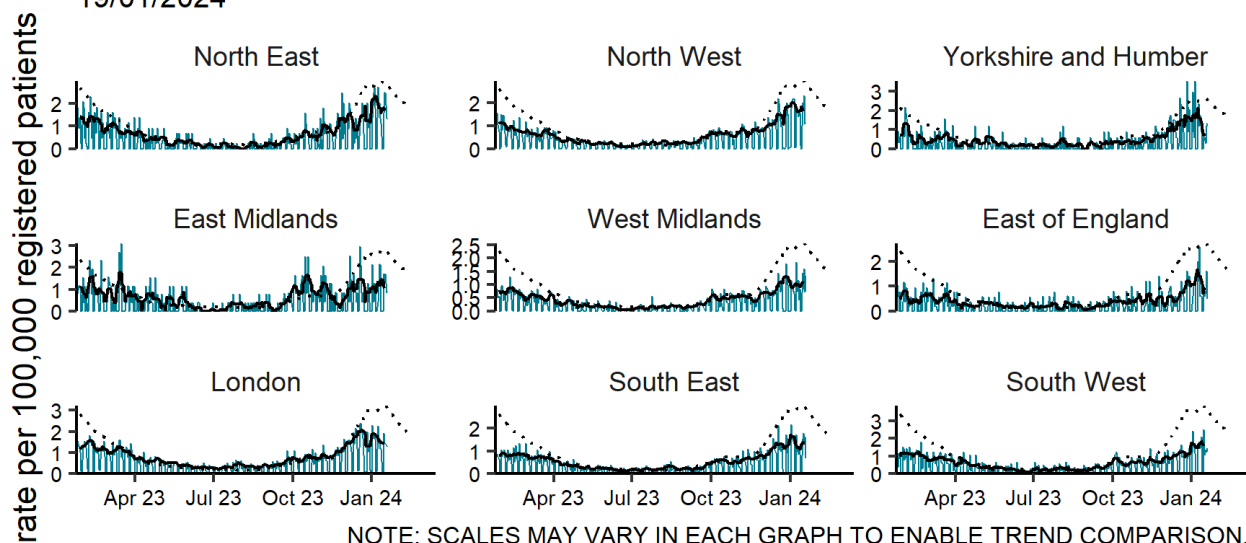 19/01/2024
rate per 100,000 registered patients
North East
North West
Yorkshire and Humber
2
1
0
2
1
0
3
2
1
0
East Midlands
West Midlands
East of England
3
2
1
0
2.5
2.0
1.5
1.0
0.5
0.0
2
1
0
London
South East
South West
3
2
1
0
2
1
0
3
2
1
0
Apr 23 Jul 23 Oct 23 Jan 24
Apr 23 Jul 23 Oct 23 Jan 24
Apr 23 Jul 23 Oct 23 Jan 24
NOTE: SCALES MAY VARY IN EACH GRAPH TO ENABLE TREND COMPARISON.